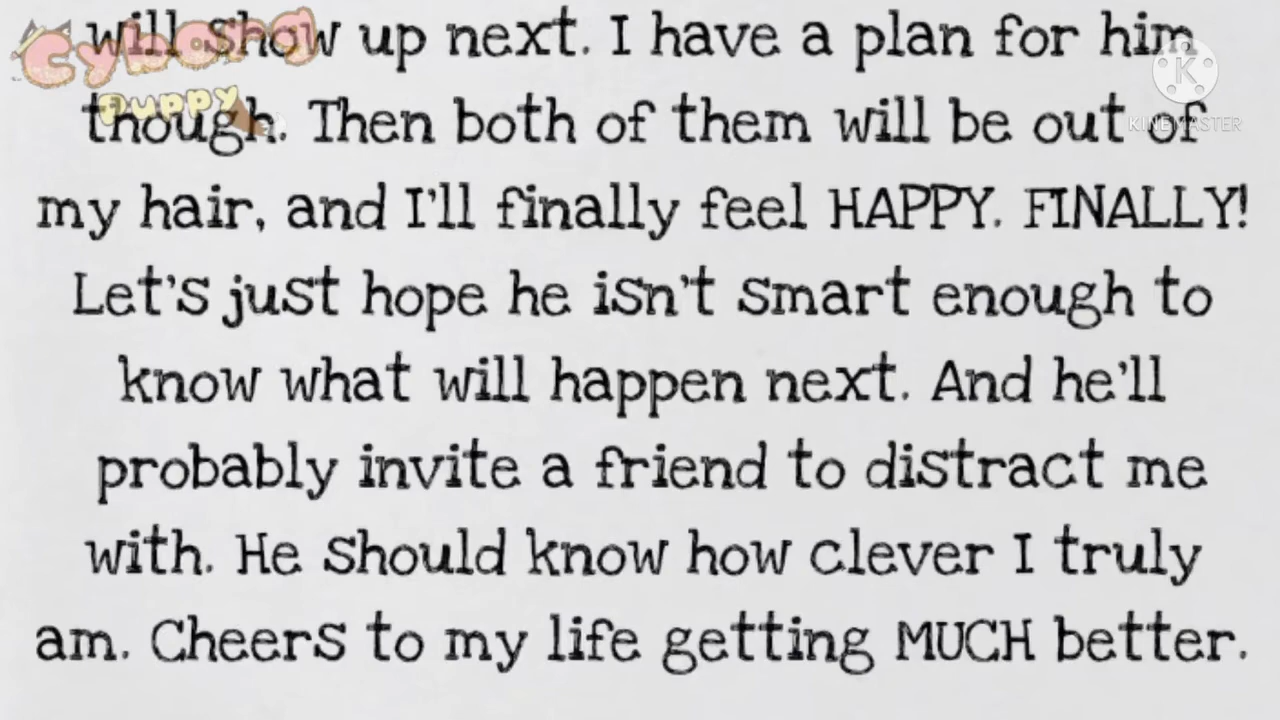 Cyborg
puppy
K
KINEMASTER
will show up next. I have a plan for him
though. Then both of them will be out of
my hair, and I'll finally feel HAPPY. FINALLY!
Let's just hope he isn't smart enough to
know what will happen next. And he'll
probably invite a friend to distract me
with. He should know how clever I truly
am. Cheers to my life getting MUCH better.